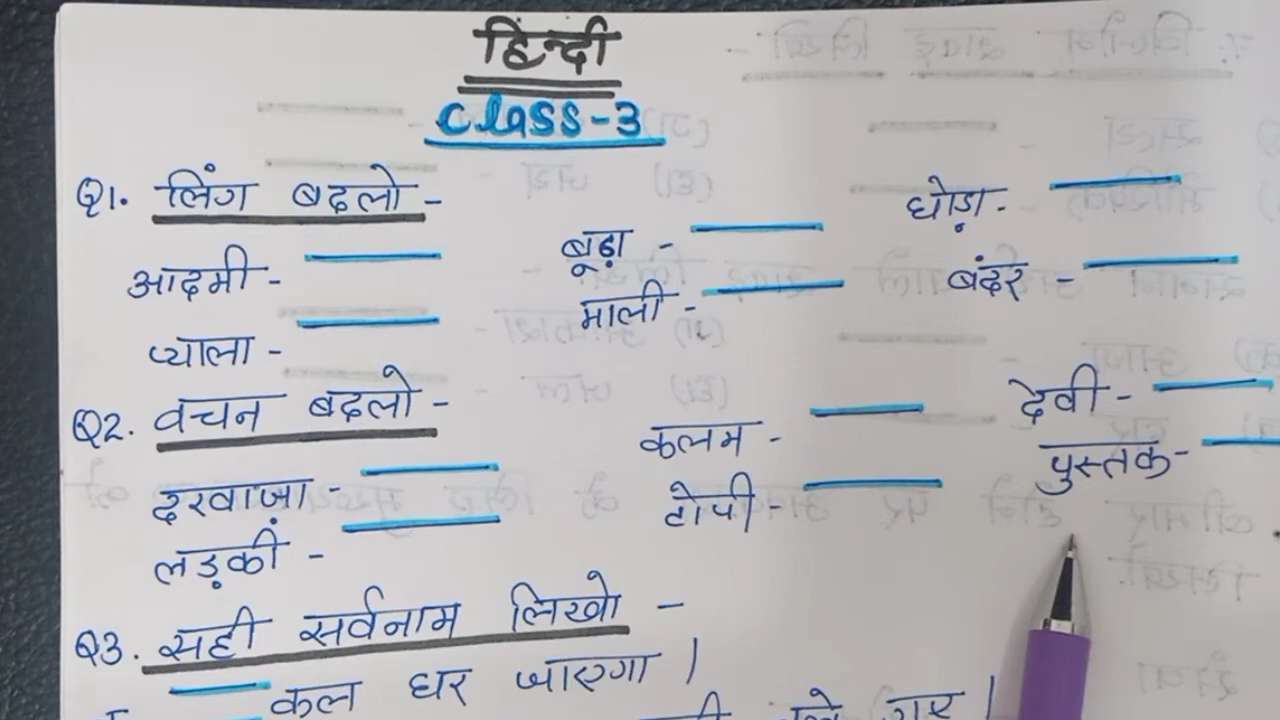 हिन्दी
Class-3
Q1. लिंग बदलो-
आदमी - बूढ़ा - घोड़ा-
प्याला - माली - बंदर -
Q2. वचन बदलो-
दरवाज़ा - कलम - देवी-
लड़की - टोपी- पुस्तक-
Q3. सही सर्वनाम लिखो -
कल घर जाएगा।
गए।